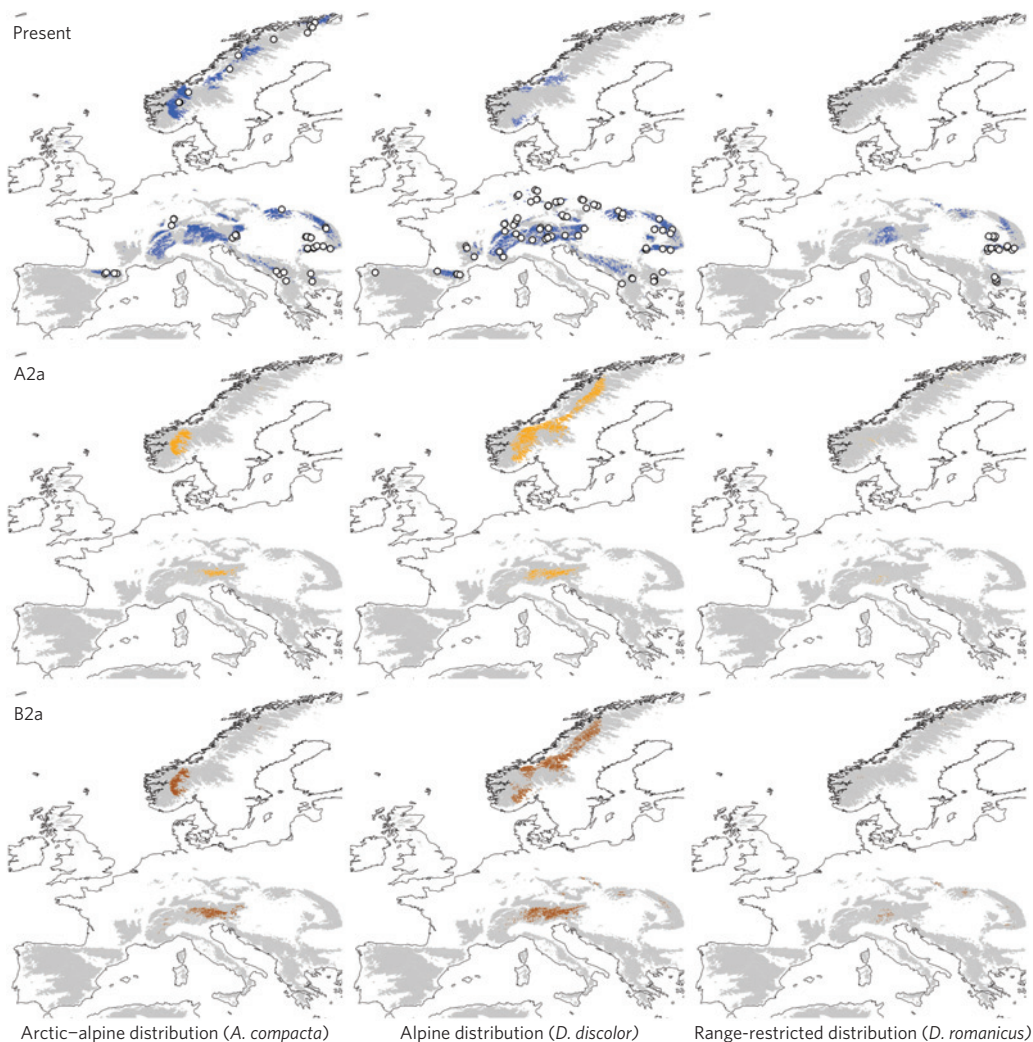 Present
A2a
B2a
Arctic–alpine distribution (A. compacta)
Alpine distribution (D. discolor)
Range-restricted distribution (D. romanicus)